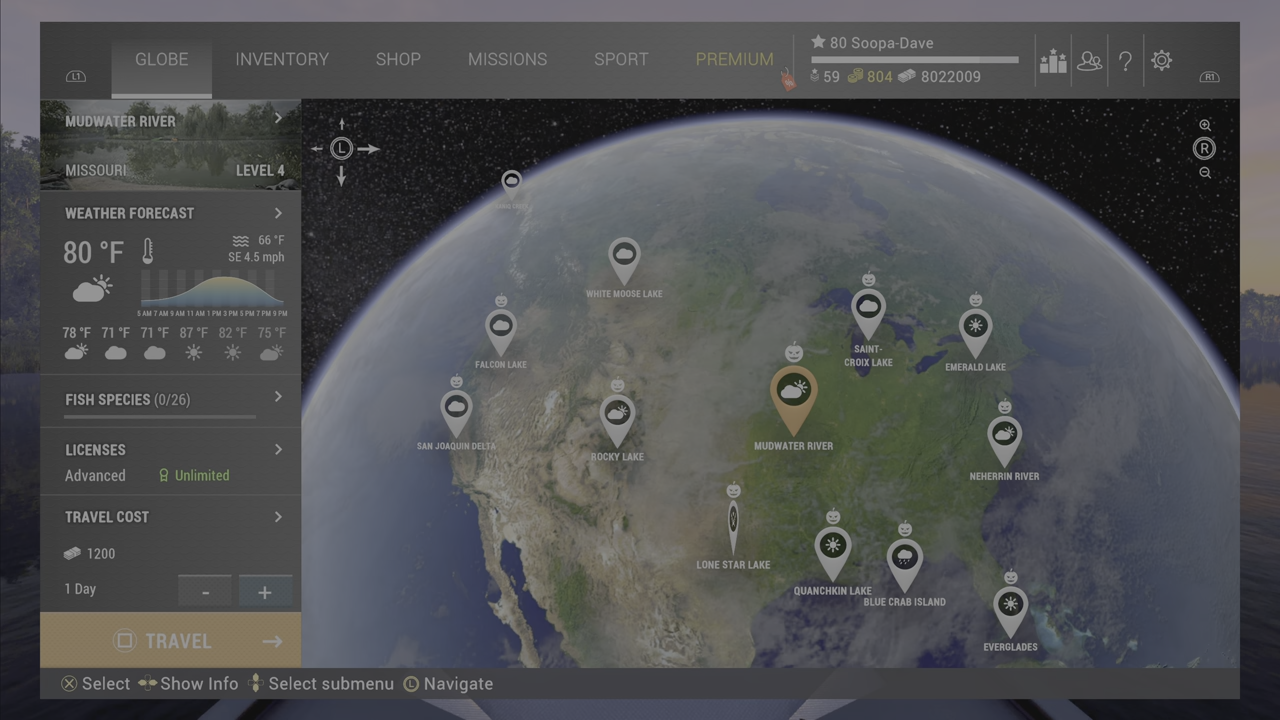 GLOBE
INVENTORY
SHOP
MISSIONS
SPORT
PREMIUM
80 Soopa-Dave
59 804 8022009
L1
R1
MUDWATER RIVER
MISSOURI
LEVEL 4
WEATHER FORECAST
80 °F
66 °F
SE 4.5 mph
5 AM 7 AM 9 AM 11 AM 1 PM 3 PM 5 PM 7 PM 9 PM
78 °F 71 °F 71 °F 87 °F 82 °F 75 °F
FISH SPECIES (0/26)
LICENSES
Advanced
Unlimited
TRAVEL COST
1200
1 Day
- +
TRAVEL
L
R
WHITE MOOSE LAKE
FALCON LAKE
SAINT-
CROIX LAKE
EMERALD LAKE
SAN JOAQUIN DELTA
ROCKY LAKE
MUDWATER RIVER
NEHERRIN RIVER
LONE STAR LAKE
QUANCHKIN LAKE
BLUE CRAB ISLAND
EVERGLADES
Select
Show Info
Select submenu
L Navigate